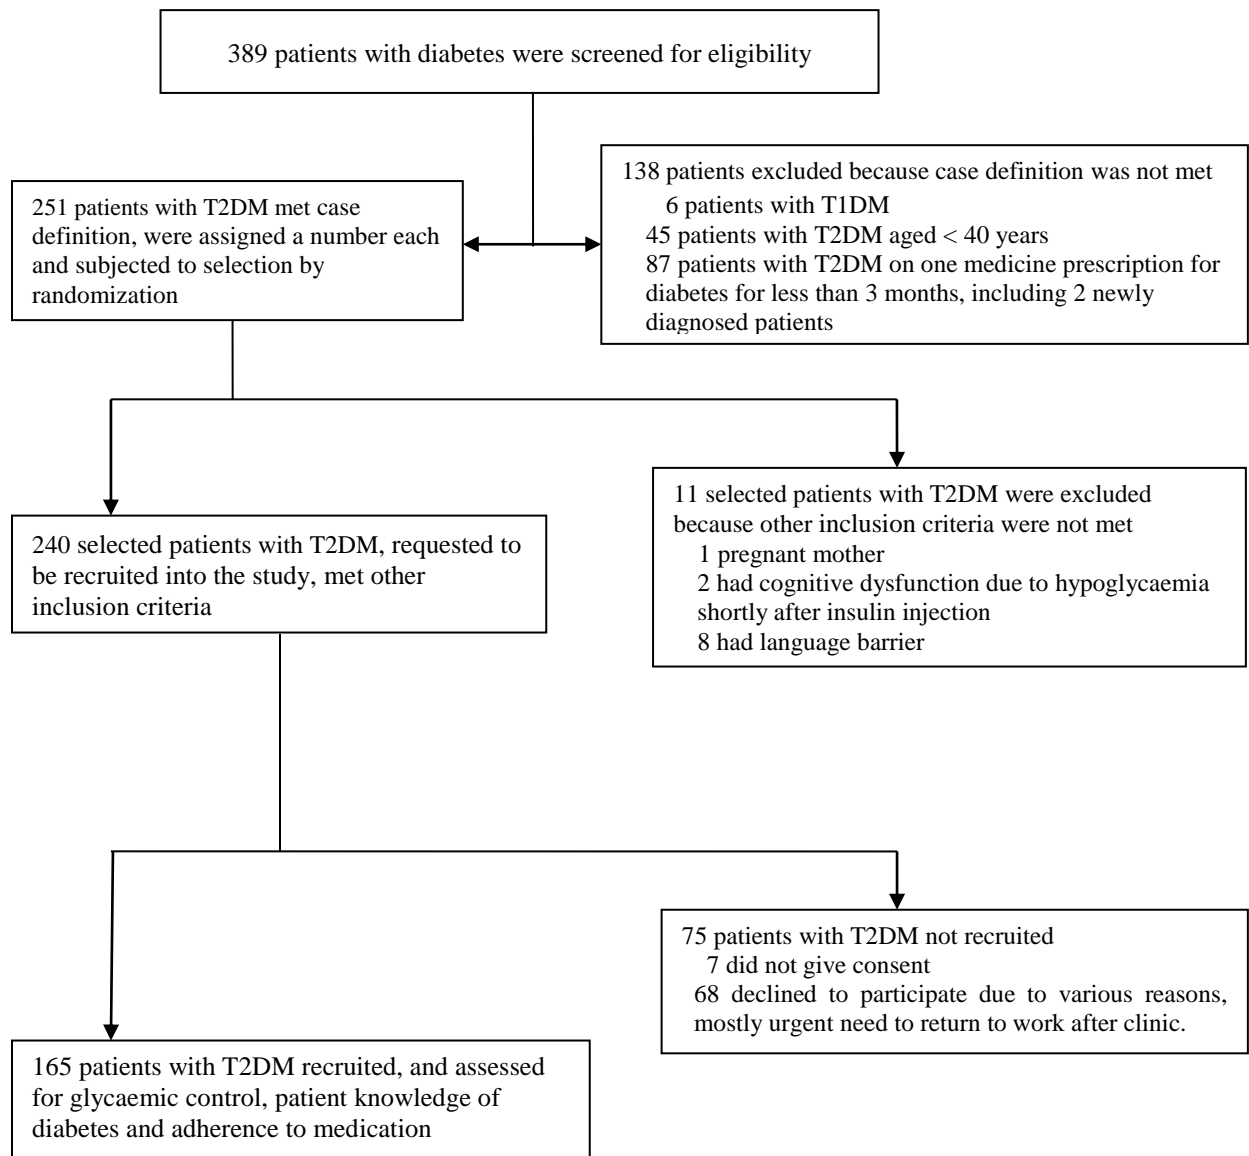 389 patients with diabetes were screened for eligibility
138 patients excluded because case definition was not met
6 patients with T1DM
45 patients with T2DM aged < 40 years
87 patients with T2DM on one medicine prescription for
diabetes for less than 3 months, including 2 newly
diagnosed patients
251 patients with T2DM met case
definition, were assigned a number each
and subjected to selection by
randomization
11 selected patients with T2DM were excluded
because other inclusion criteria were not met
1 pregnant mother
2 had cognitive dysfunction due to hypoglycaemia
shortly after insulin injection
8 had language barrier
240 selected patients with T2DM, requested to
be recruited into the study, met other
inclusion criteria
75 patients with T2DM not recruited
7 did not give consent
68 declined to participate due to various reasons,
mostly urgent need to return to work after clinic.
165 patients with T2DM recruited, and assessed
for glycaemic control, patient knowledge of
diabetes and adherence to medication